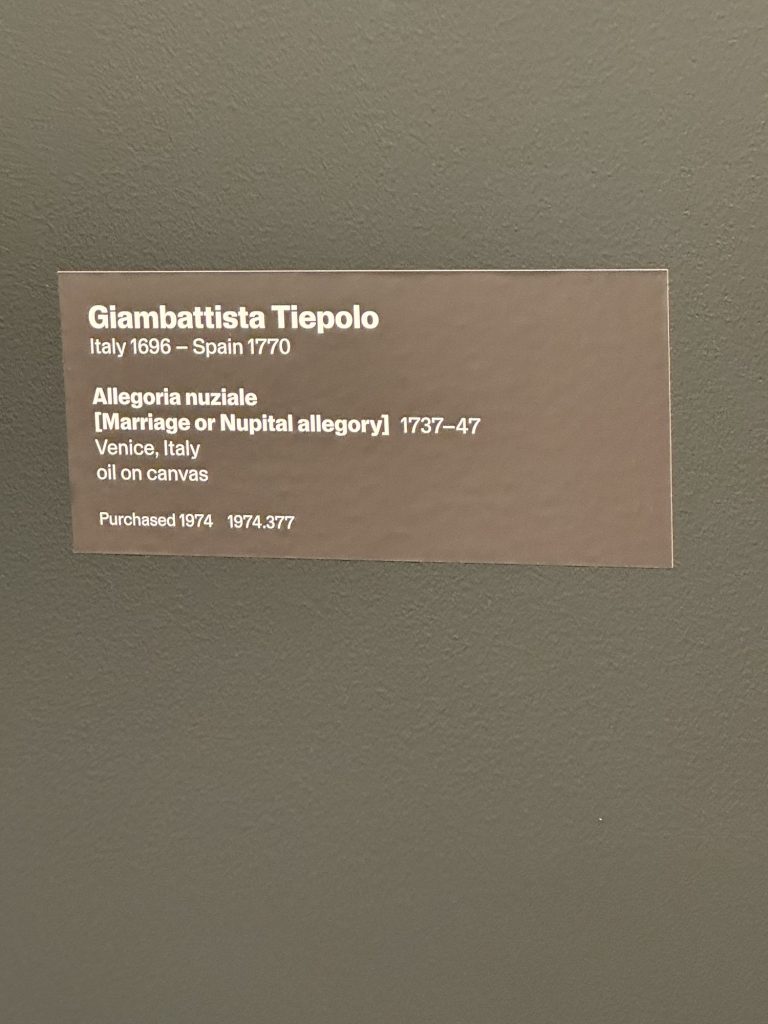 Giambattista Tiepolo
Italy 1696 – Spain 1770
Allegoria nuziale
[Marriage or Nupital allegory] 1737–47
Venice, Italy
oil on canvas
Purchased 1974 1974.377